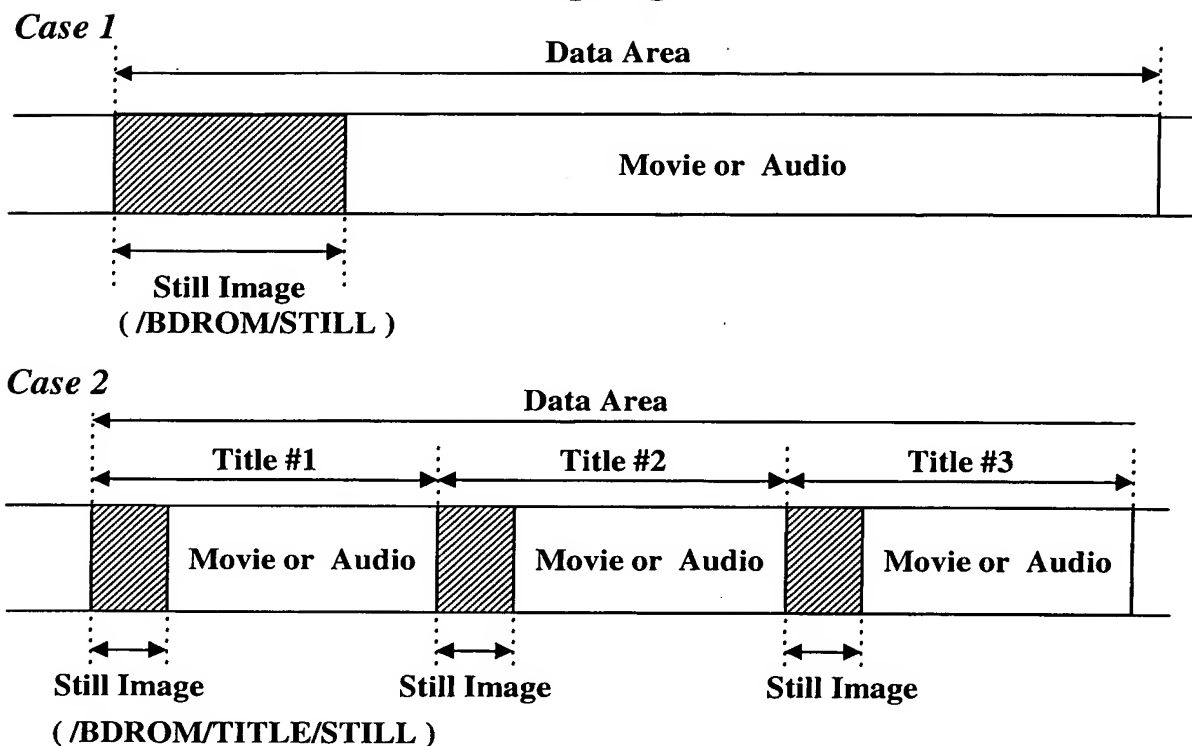 Case 1
Data Area
Movie or Audio
Still Image
( /BDROM/STILL )
Case 2
Data Area
Title #1 Title #2 Title #3
Movie or Audio Movie or Audio Movie or Audio
Still Image Still Image Still Image
( /BDROM/TITLE/STILL )